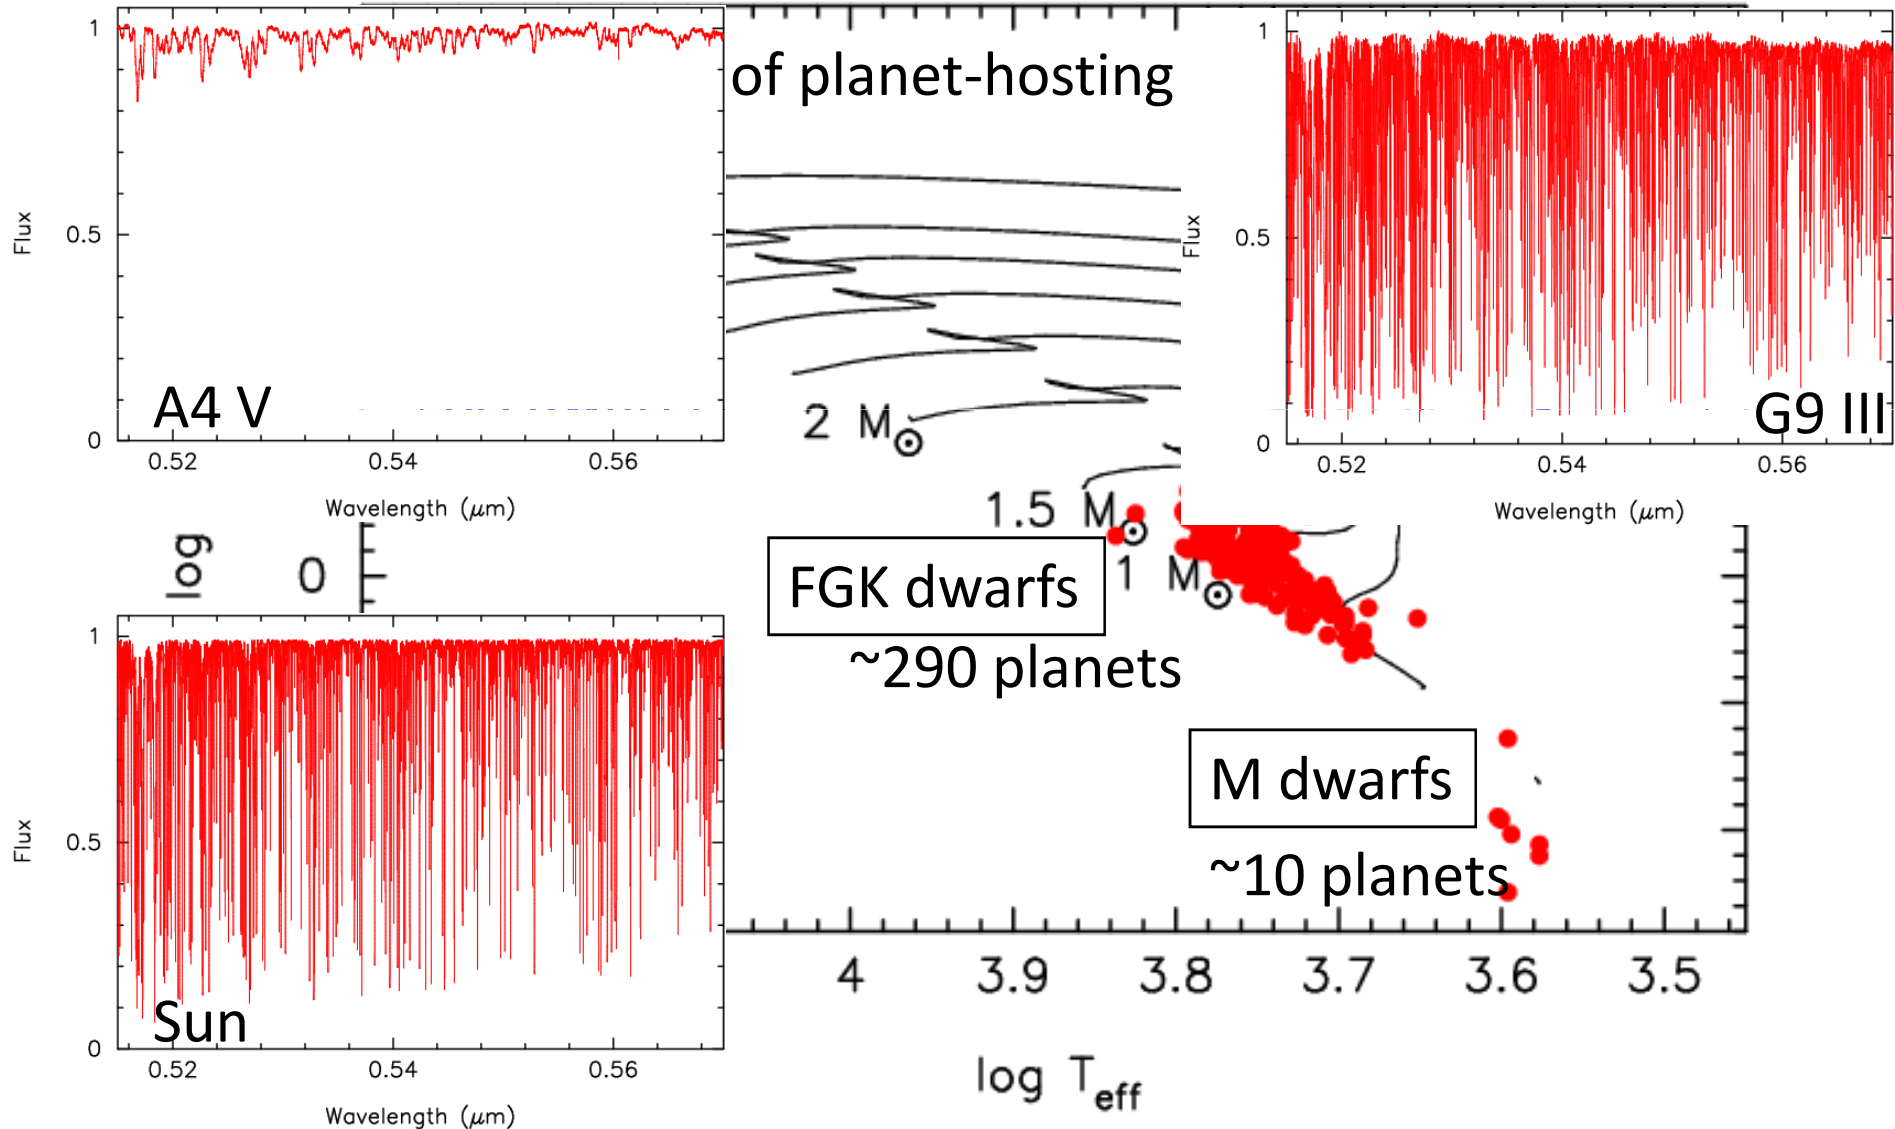 of planet-hosting
1
0.5
0
Flux
A4 V
0.52
0.54
0.56
Wavelength (μm)
1
0.5
0
Flux
G9 III
0.52
0.54
0.56
Wavelength (μm)
2 M⊙
1.5 M⊙
1 M⊙
log
0
FGK dwarfs
~290 planets
M dwarfs
~10 planets
1
0.5
0
Flux
Sun
0.52
0.54
0.56
Wavelength (μm)
4
3.9
3.8
3.7
3.6
3.5
log Teff